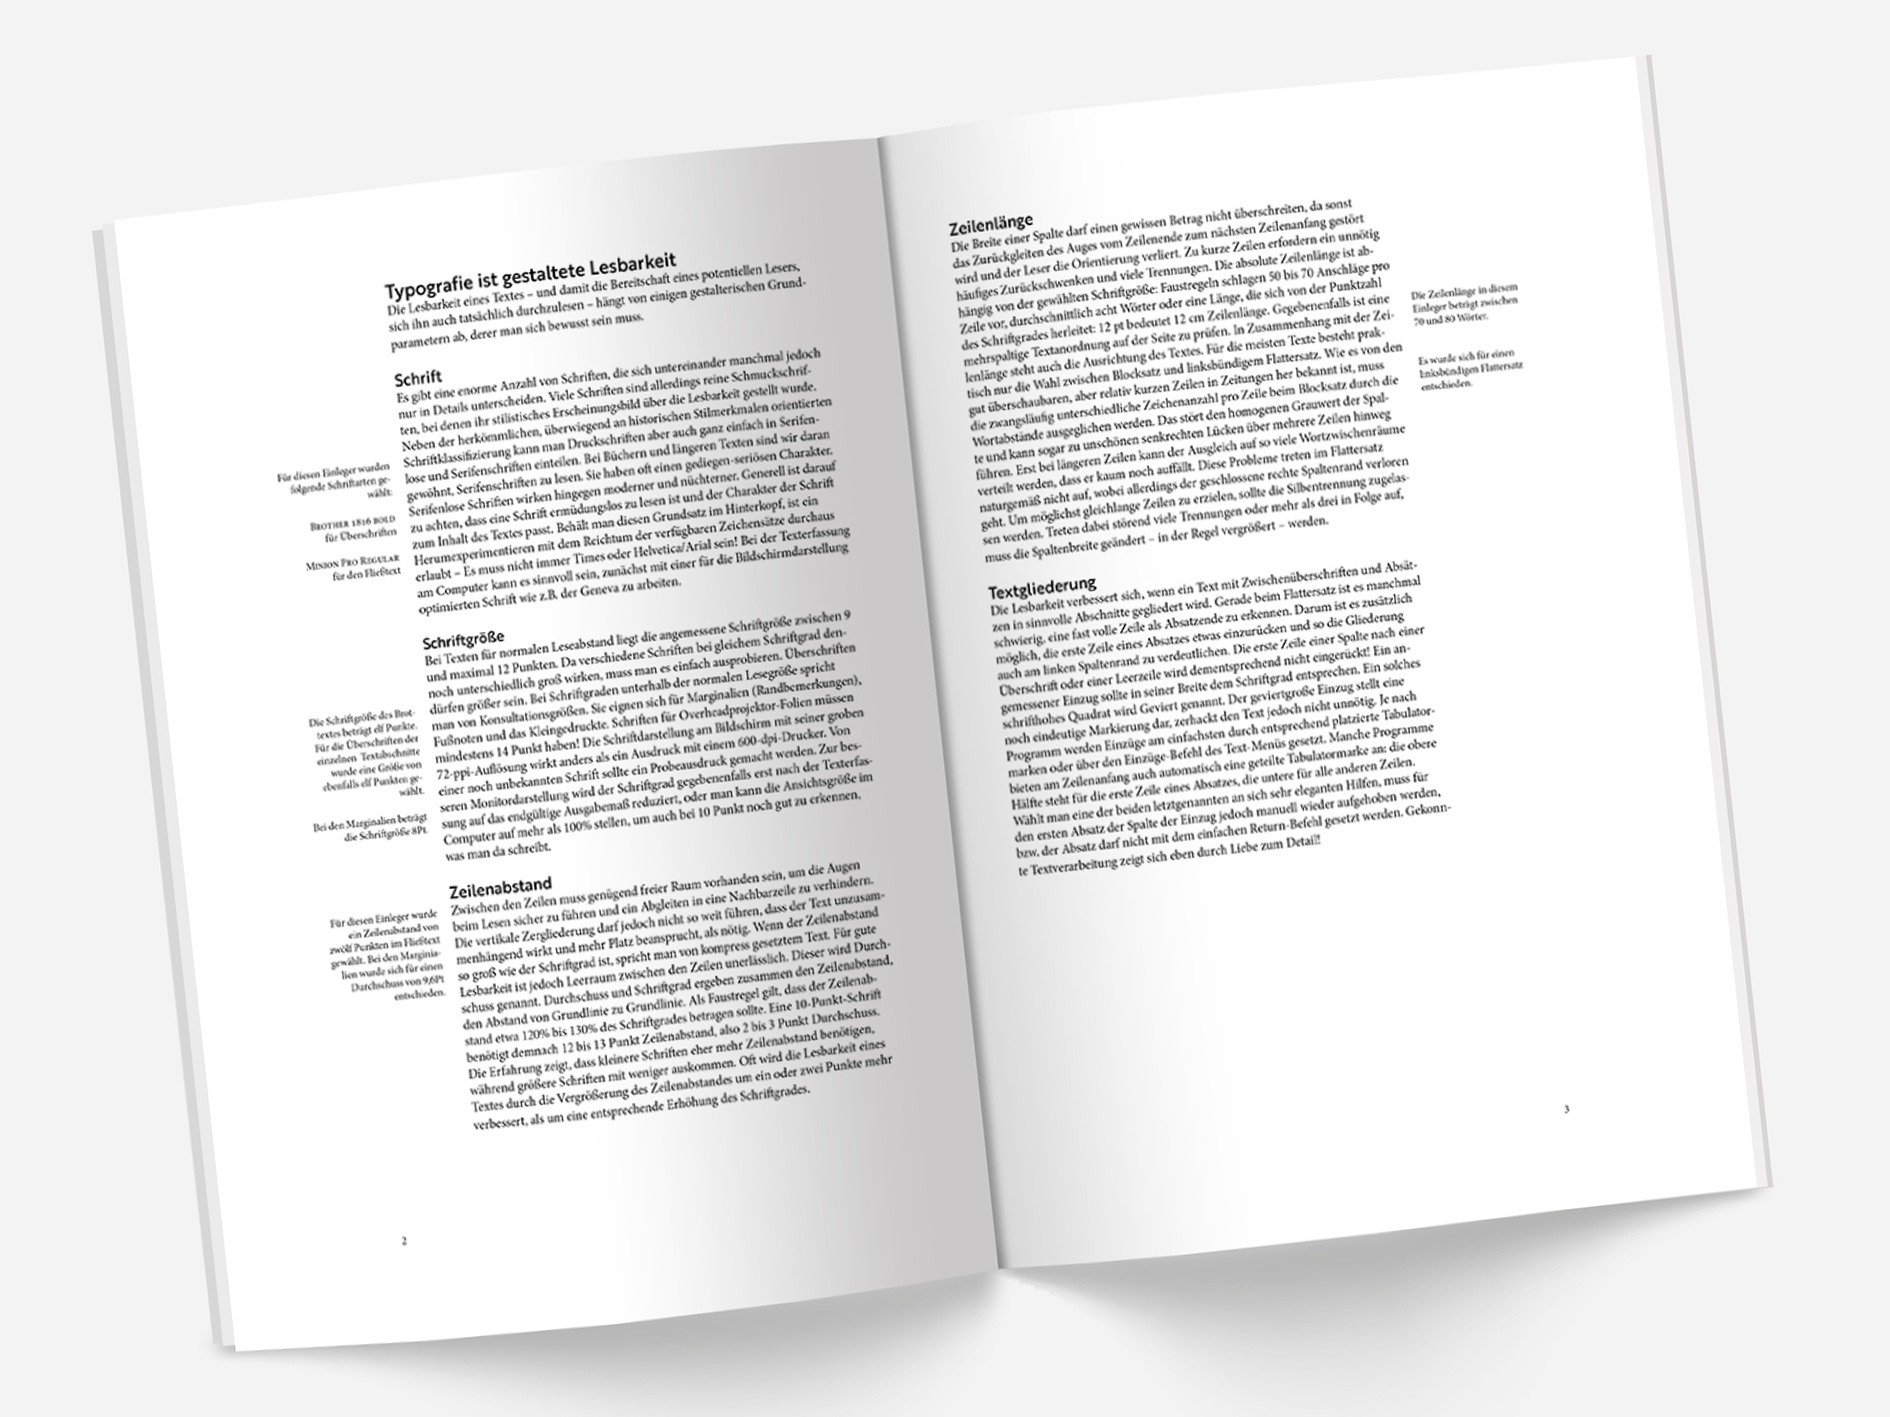 Typografie ist gestaltete Lesbarkeit
Die Lesbarkeit eines Textes – und damit die Bereitschaft eines potentiellen Lesers,
sich ihn auch tatsächlich durchzulesen – hängt von einigen gestalterischen Grund-
parametern ab, derer man sich bewusst sein muss.
Schrift
Es gibt eine enorme Anzahl von Schriften, die sich untereinander manchmal jedoch
nur in Details unterscheiden. Viele Schriften sind allerdings reine Schmuckschrif-
ten, bei denen ihr stilistisches Erscheinungsbild über die Lesbarkeit gestellt wurde.
Neben der herkömmlichen, überwiegend an historischen Stilmerkmalen orientierten
Schriftklassifizierung kann man Druckschriften aber auch ganz einfach in Serifen-
lose und Serifenschriften einteilen. Bei Büchern und längeren Texten sind wir daran
gewöhnt, Serifenschriften zu lesen. Sie haben oft einen gediegen-seriösen Charakter.
Serifenlose Schriften wirken hingegen moderner und nüchterner. Generell ist darauf
zu achten, dass eine Schrift ermüdungslos zu lesen ist und der Charakter der Schrift
zum Inhalt des Textes passt. Behält man diesen Grundsatz im Hinterkopf, ist ein
Herumexperimentieren mit dem Reichtum der verfügbaren Zeichensätze durchaus
erlaubt – Es muss nicht immer Times oder Helvetica/Arial sein! Bei der Texterfassung
am Computer kann es sinnvoll sein, zunächst mit einer für die Bildschirmdarstellung
optimierten Schrift wie z.B. der Geneva zu arbeiten.
Für diesen Einleger wurden
folgende Schriftarten ge-
wählt:
Brother 1816 bold
für Überschriften
Minion Pro Regular
für den Fließtext
Schriftgröße
Bei Texten für normalen Leseabstand liegt die angemessene Schriftgröße zwischen 9
und maximal 12 Punkten. Da verschiedene Schriften bei gleichem Schriftgrad den-
noch unterschiedlich groß wirken, muss man es einfach ausprobieren. Überschriften
dürfen größer sein. Bei Schriftgraden unterhalb der normalen Lesegröße spricht
man von Konsultationsgrößen. Sie eignen sich für Marginalien (Randbemerkungen),
Fußnoten und das Kleingedruckte. Schriften für Overheadprojektor-Folien müssen
mindestens 14 Punkt haben! Die Schriftdarstellung am Bildschirm mit seiner groben
72-ppi-Auflösung wirkt anders als ein Ausdruck mit einem 600-dpi-Drucker. Von
einer noch unbekannten Schrift sollte ein Probeausdruck gemacht werden. Zur bes-
seren Monitordarstellung wird der Schriftgrad gegebenenfalls erst nach der Texterfas-
sung auf das endgültige Ausgabemaß reduziert, oder man kann die Ansichtsgröße im
Computer auf mehr als 100% stellen, um auch bei 10 Punkt noch gut zu erkennen,
was man da schreibt.
Die Schriftgröße des Brot-
textes beträgt elf Punkte.
Für die Überschriften der
einzelnen Textabschnitte
wurde eine Größe von
ebenfalls elf Punkten ge-
wählt.
Bei den Marginalien beträgt
die Schriftgröße 8Pt.
Zeilenabstand
Zwischen den Zeilen muss genügend freier Raum vorhanden sein, um die Augen
beim Lesen sicher zu führen und ein Abgleiten in eine Nachbarzeile zu verhindern.
Die vertikale Zergliederung darf jedoch nicht so weit führen, dass der Text unzusam-
menhängend wirkt und mehr Platz beansprucht, als nötig. Wenn der Zeilenabstand
so groß wie der Schriftgrad ist, spricht man von kompress gesetztem Text. Für gute
Lesbarkeit ist jedoch Leerraum zwischen den Zeilen unerlässlich. Dieser wird Durch-
schuss genannt. Durchschuss und Schriftgrad ergeben zusammen den Zeilenabstand,
den Abstand von Grundlinie zu Grundlinie. Als Faustregel gilt, dass der Zeilenab-
stand etwa 120% bis 130% des Schriftgrades betragen sollte. Eine 10-Punkt-Schrift
benötigt demnach 12 bis 13 Punkt Zeilenabstand, also 2 bis 3 Punkt Durchschuss.
Die Erfahrung zeigt, dass kleinere Schriften eher mehr Zeilenabstand benötigen,
während größere Schriften mit weniger auskommen. Oft wird die Lesbarkeit eines
Textes durch die Vergrößerung des Zeilenabstandes um ein oder zwei Punkte mehr
verbessert, als um eine entsprechende Erhöhung des Schriftgrades.
Für diesen Einleger wurde
ein Zeilenabstand von
zwölf Punkten im Fließtext
gewählt. Bei den Margina-
lien wurde sich für einen
Durchschuss von 9,6Pt
entschieden.
2
Zeilenlänge
Die Breite einer Spalte darf einen gewissen Betrag nicht überschreiten, da sonst
das Zurückgleiten des Auges vom Zeilenende zum nächsten Zeilenanfang gestört
wird und der Leser die Orientierung verliert. Zu kurze Zeilen erfordern ein unnötig
häufiges Zurückschwenken und viele Trennungen. Die absolute Zeilenlänge ist ab-
hängig von der gewählten Schriftgröße: Faustregeln schlagen 50 bis 70 Anschläge pro
Zeile vor, durchschnittlich acht Wörter oder eine Länge, die sich von der Punktzahl
des Schriftgrades herleitet: 12 pt bedeutet 12 cm Zeilenlänge. Gegebenenfalls ist eine
mehrspaltige Textanordnung auf der Seite zu prüfen. In Zusammenhang mit der Zei-
lenlänge steht auch die Ausrichtung des Textes. Für die meisten Texte besteht prak-
tisch nur die Wahl zwischen Blocksatz und linksbündigem Flattersatz. Wie es von den
gut überschaubaren, aber relativ kurzen Zeilen in Zeitungen her bekannt ist, muss
die zwangsläufig unterschiedliche Zeichenanzahl pro Zeile beim Blocksatz durch die
Wortabstände ausgeglichen werden. Das stört den homogenen Grauwert der Spal-
te und kann sogar zu unschönen senkrechten Lücken über mehrere Zeilen hinweg
führen. Erst bei längeren Zeilen kann der Ausgleich auf so viele Wortzwischenräume
verteilt werden, dass er kaum noch auffällt. Diese Probleme treten im Flattersatz
naturgemäß nicht auf, wobei allerdings der geschlossene rechte Spaltenrand verloren
geht. Um möglichst gleichlange Zeilen zu erzielen, sollte die Silbentrennung zugelas-
sen werden. Treten dabei störend viele Trennungen oder mehr als drei in Folge auf,
muss die Spaltenbreite geändert – in der Regel vergrößert – werden.
Die Zeilenlänge in diesem
Einleger beträgt zwischen
70 und 80 Wörter.
Es wurde sich für einen
linksbündigen Flattersatz
entschieden.
Textgliederung
Die Lesbarkeit verbessert sich, wenn ein Text mit Zwischenüberschriften und Absät-
zen in sinnvolle Abschnitte gegliedert wird. Gerade beim Flattersatz ist es manchmal
schwierig, eine fast volle Zeile als Absatzende zu erkennen. Darum ist es zusätzlich
möglich, die erste Zeile eines Absatzes etwas einzurücken und so die Gliederung
auch am linken Spaltenrand zu verdeutlichen. Die erste Zeile einer Spalte nach einer
Überschrift oder einer Leerzeile wird dementsprechend nicht eingerückt! Ein an-
gemessener Einzug sollte in seiner Breite dem Schriftgrad entsprechen. Ein solches
schrifthohes Quadrat wird Geviert genannt. Der geviertgroße Einzug stellt eine
noch eindeutige Markierung dar, zerhackt den Text jedoch nicht unnötig. Je nach
Programm werden Einzüge am einfachsten durch entsprechend platzierte Tabulator-
marken oder über den Einzüge-Befehl des Text-Menüs gesetzt. Manche Programme
bieten am Zeilenanfang auch automatisch eine geteilte Tabulatormarke an: die obere
Hälfte steht für die erste Zeile eines Absatzes, die untere für alle anderen Zeilen.
Wählt man eine der beiden letztgenannten an sich sehr eleganten Hilfen, muss für
den ersten Absatz der Spalte der Einzug jedoch manuell wieder aufgehoben werden,
bzw. der Absatz darf nicht mit dem einfachen Return-Befehl gesetzt werden. Gekonn-
te Textverarbeitung zeigt sich eben durch Liebe zum Detail!
3